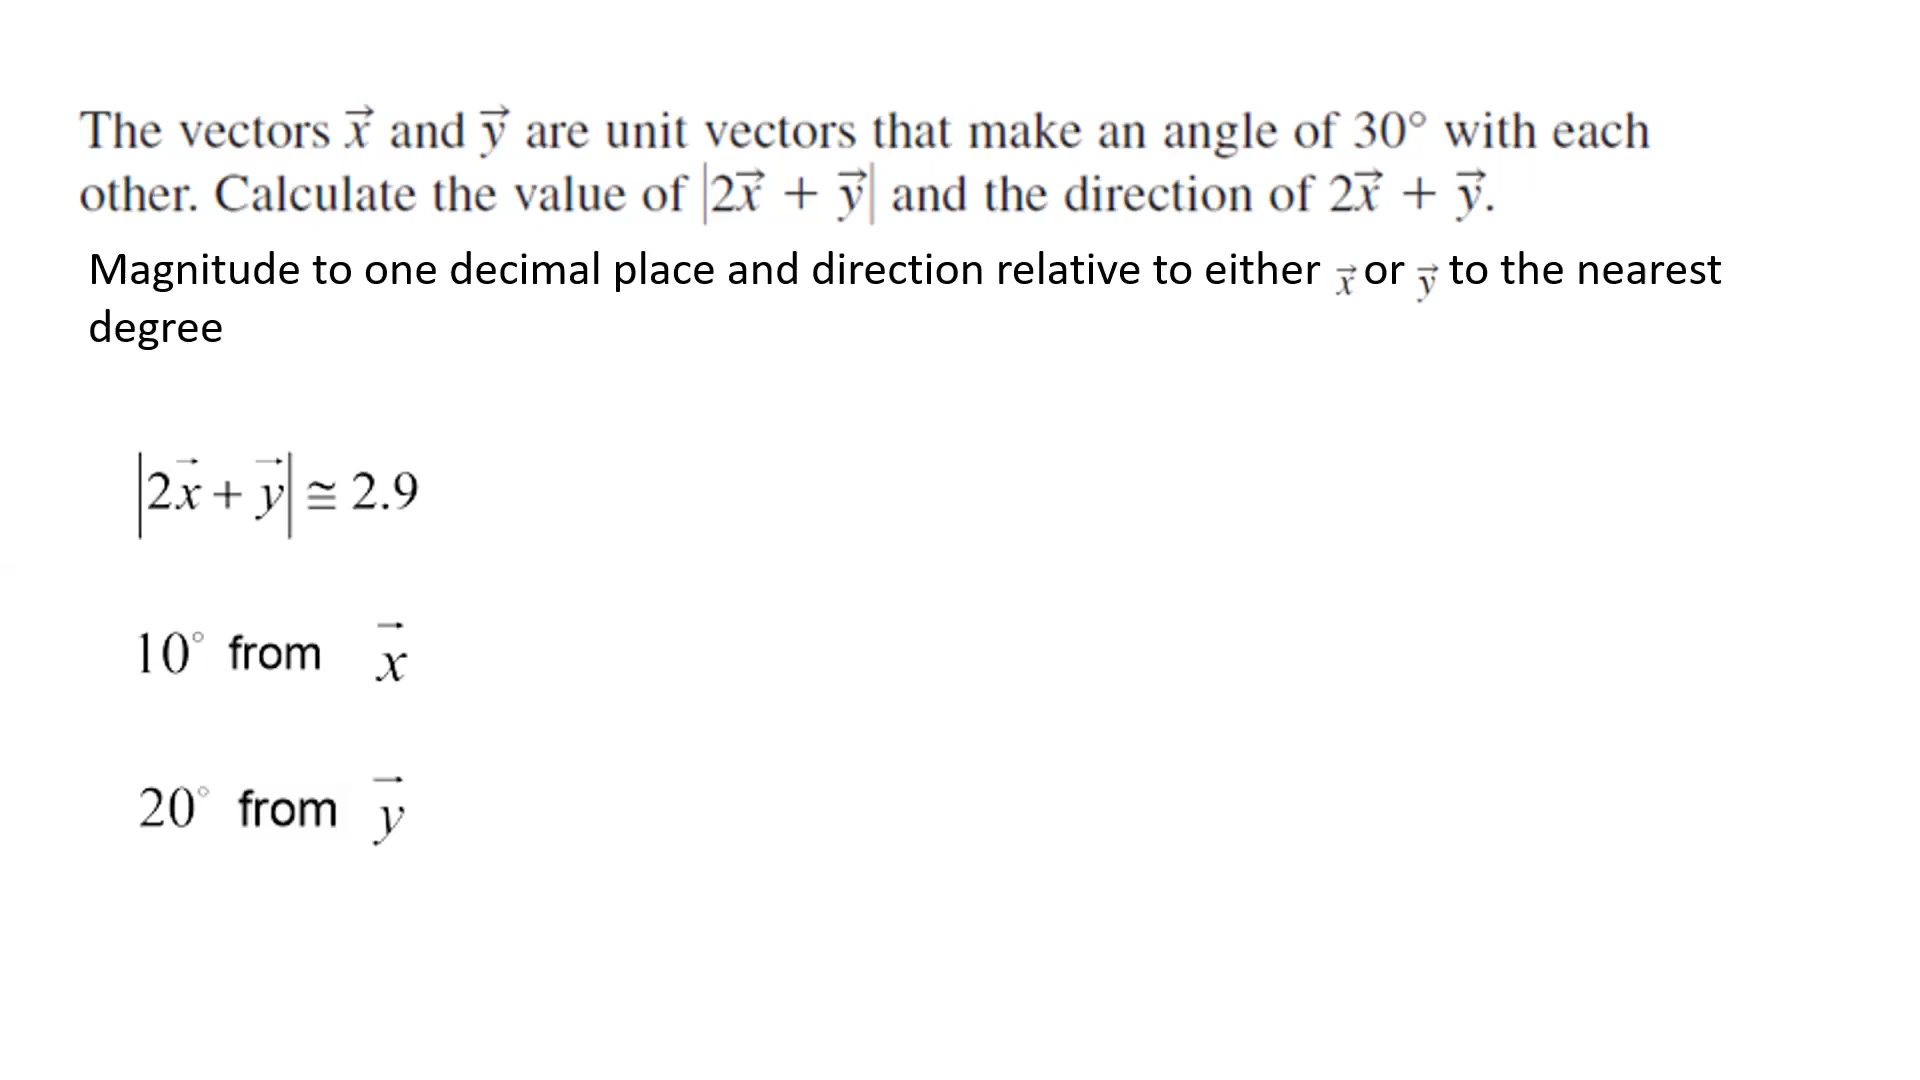 The vectors x⃗ and y⃗ are unit vectors that make an angle of 30° with each
other. Calculate the value of |2x⃗ + y⃗| and the direction of 2x⃗ + y⃗.
Magnitude to one decimal place and direction relative to either x⃗ or y⃗ to the nearest
degree
|2x⃗ + y⃗| ≅ 2.9
10° from x⃗
20° from y⃗